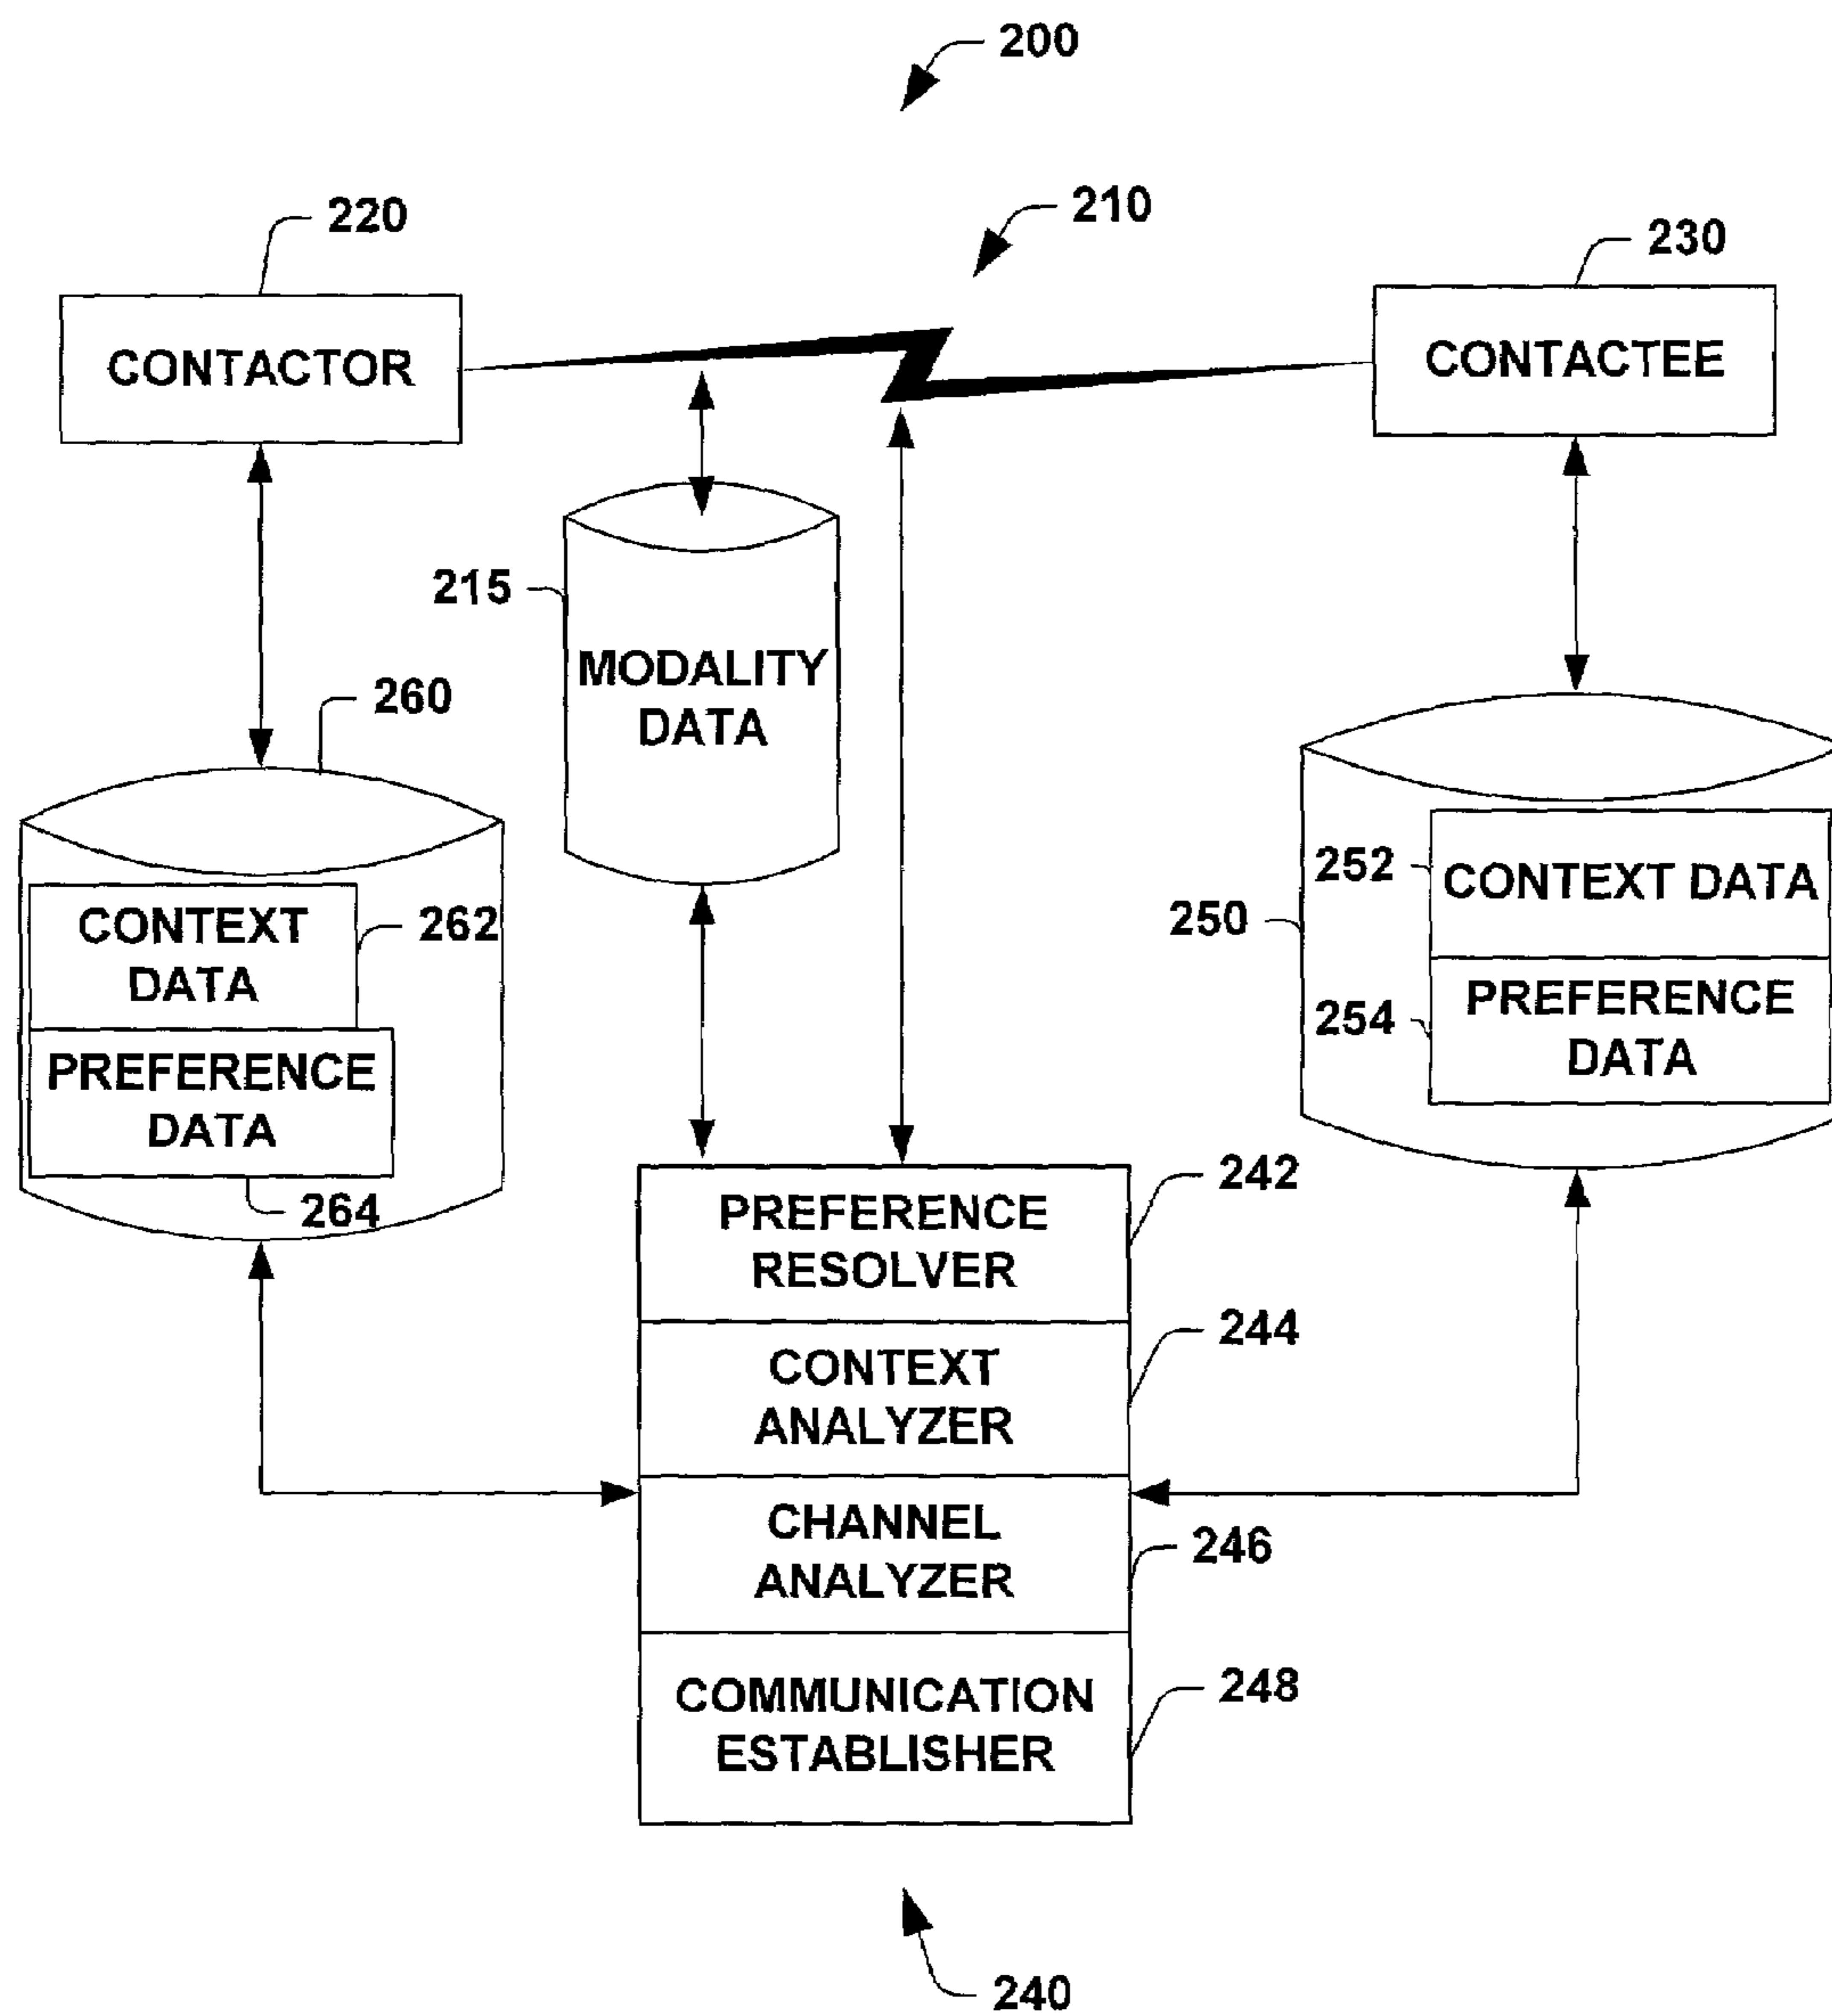 200
210
220
230
CONTACTOR
CONTACTEE
215
MODALITY
DATA
260
CONTEXT
DATA
262
PREFERENCE
DATA
264
252
CONTEXT DATA
250
254
PREFERENCE
DATA
PREFERENCE
RESOLVER
242
CONTEXT
ANALYZER
244
CHANNEL
ANALYZER
246
COMMUNICATION
ESTABLISHER
248
240